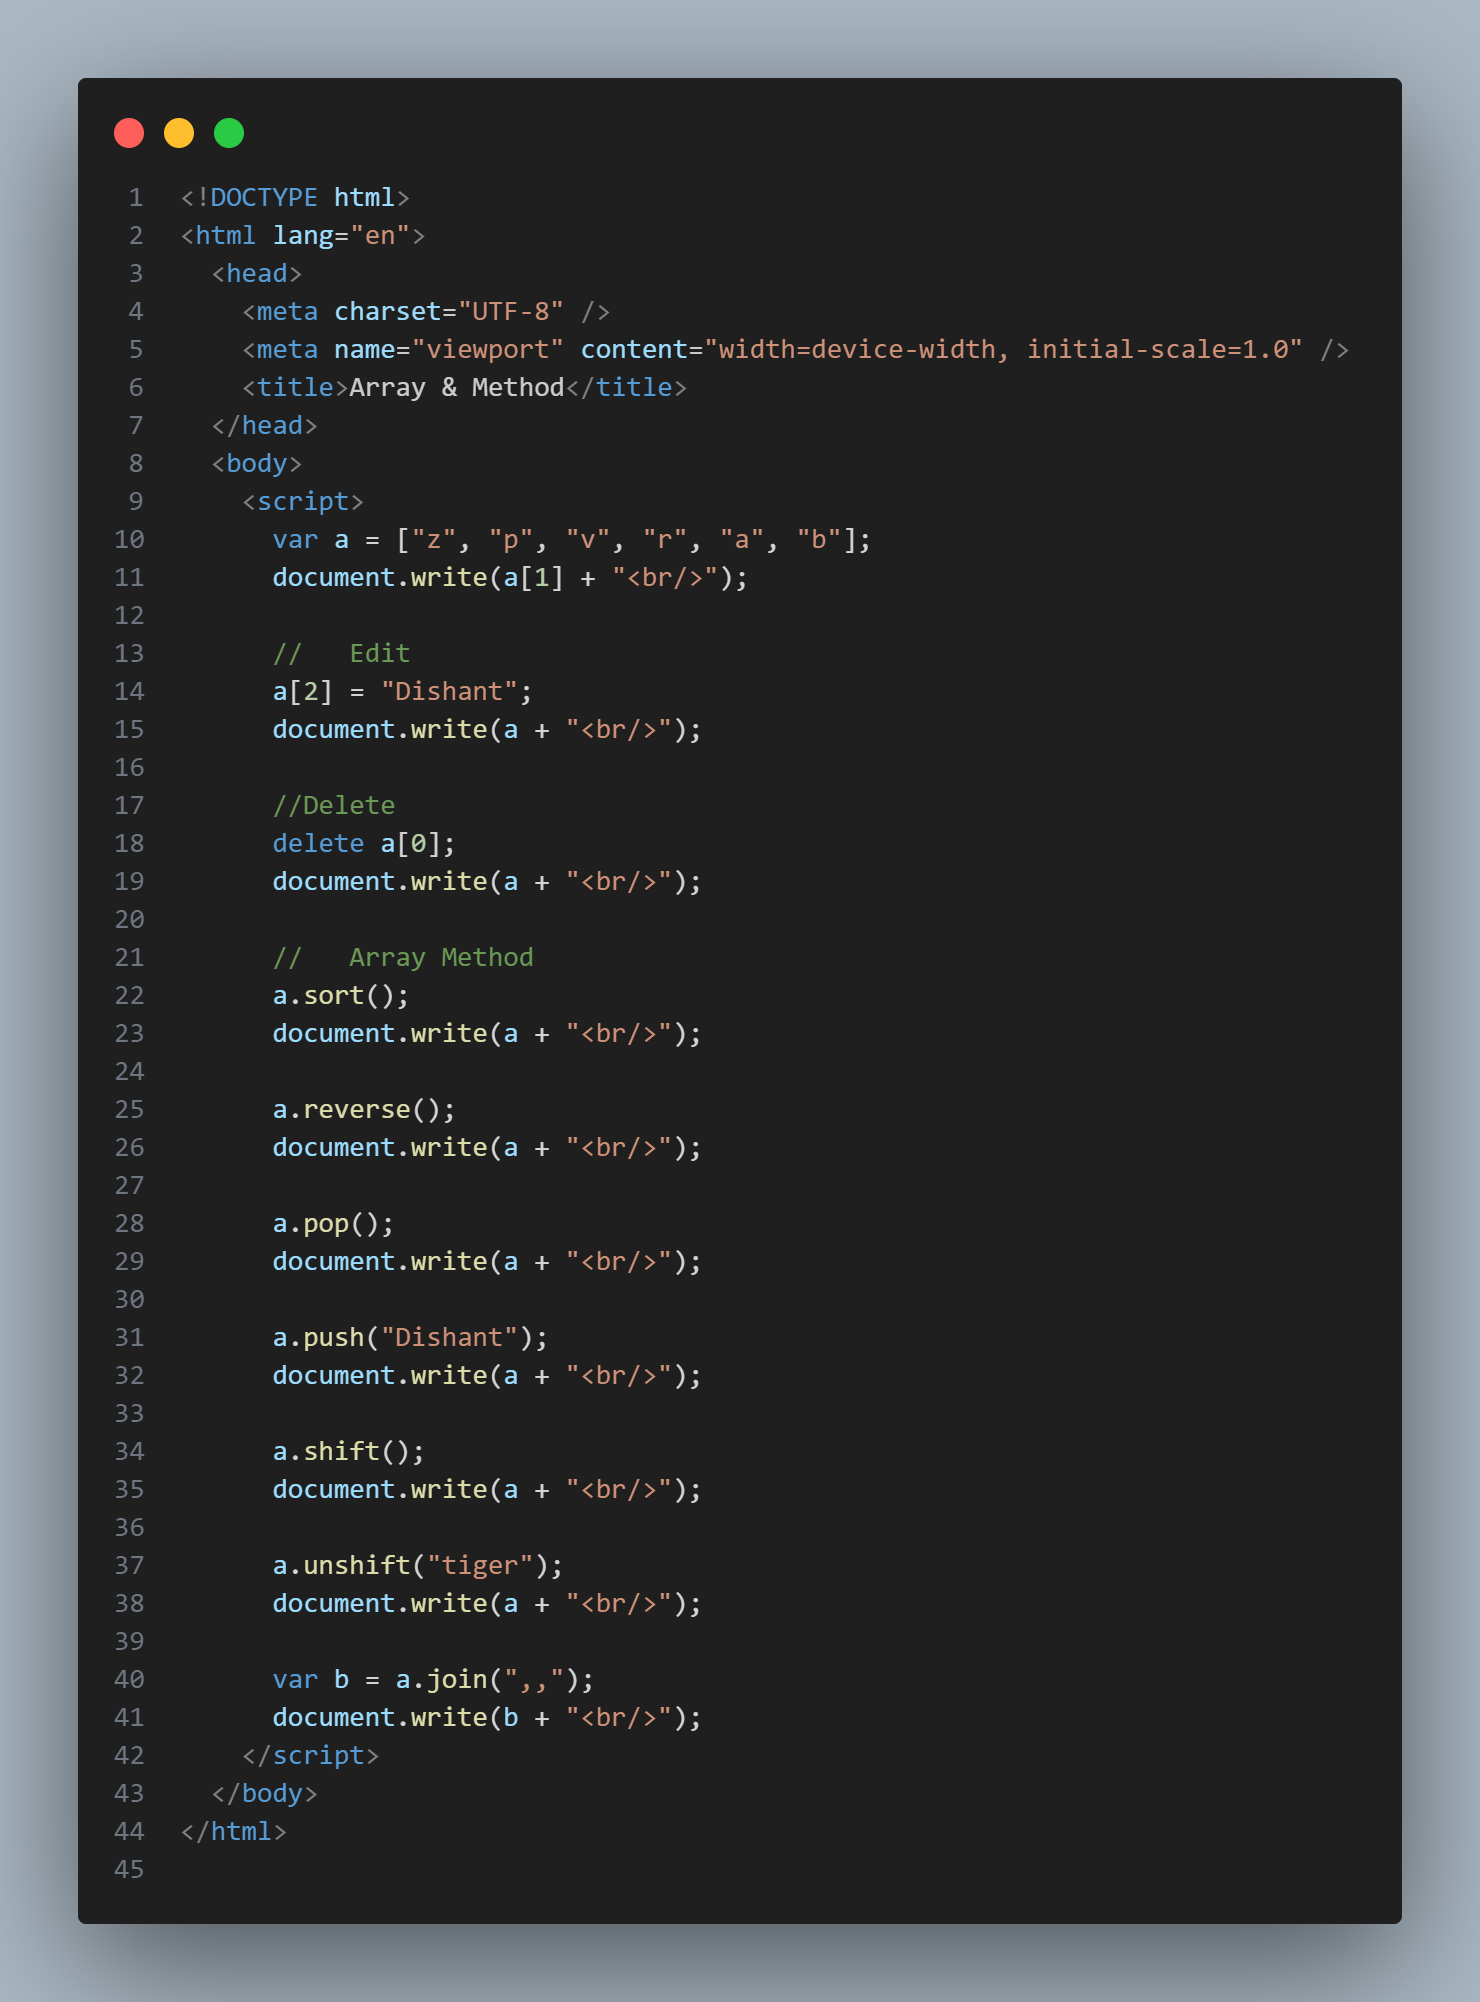 1 <!DOCTYPE html>
2 <html lang="en">
3   <head>
4     <meta charset="UTF-8" />
5     <meta name="viewport" content="width=device-width, initial-scale=1.0" />
6     <title>Array & Method</title>
7   </head>
8   <body>
9     <script>
10       var a = ["z", "p", "v", "r", "a", "b"];
11       document.write(a[1] + "<br/>");
12
13       //   Edit
14       a[2] = "Dishant";
15       document.write(a + "<br/>");
16
17       //Delete
18       delete a[0];
19       document.write(a + "<br/>");
20
21       //   Array Method
22       a.sort();
23       document.write(a + "<br/>");
24
25       a.reverse();
26       document.write(a + "<br/>");
27
28       a.pop();
29       document.write(a + "<br/>");
30
31       a.push("Dishant");
32       document.write(a + "<br/>");
33
34       a.shift();
35       document.write(a + "<br/>");
36
37       a.unshift("tiger");
38       document.write(a + "<br/>");
39
40       var b = a.join(",,");
41       document.write(b + "<br/>");
42     </script>
43   </body>
44 </html>
45